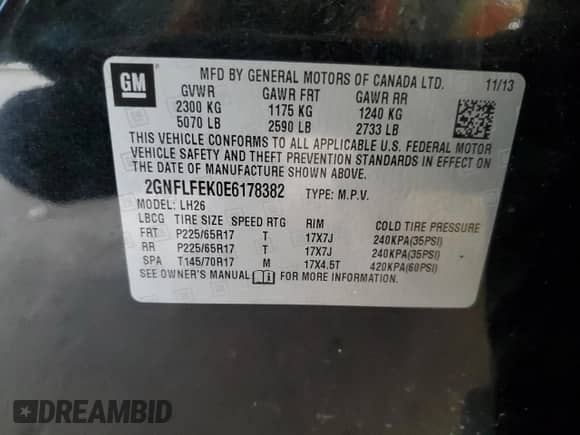 GM
MFD BY GENERAL MOTORS OF CANADA LTD. 11/13
GVWR GAWR FRT GAWR RR
2300 KG 1175 KG 1240 KG
5070 LB 2590 LB 2733 LB
THIS VEHICLE CONFORMS TO ALL APPLICABLE U.S. FEDERAL MOTOR
VEHICLE SAFETY AND THEFT PREVENTION STANDARDS IN EFFECT ON
THE DATE OF MANUFACTURE SHOWN ABOVE.
2GNFLFEK0E6178382 TYPE: M.P.V.
MODEL: LH26
LBCG TIRE SIZE SPEED RTG RIM COLD TIRE PRESSURE
FRT P225/65R17 T 17X7J 240KPA(35PSI)
RR P225/65R17 T 17X7J 240KPA(35PSI)
SPA T145/70R17 M 17X4.5T 420KPA(60PSI)
SEE OWNER'S MANUAL FOR MORE INFORMATION.
DREAMBID